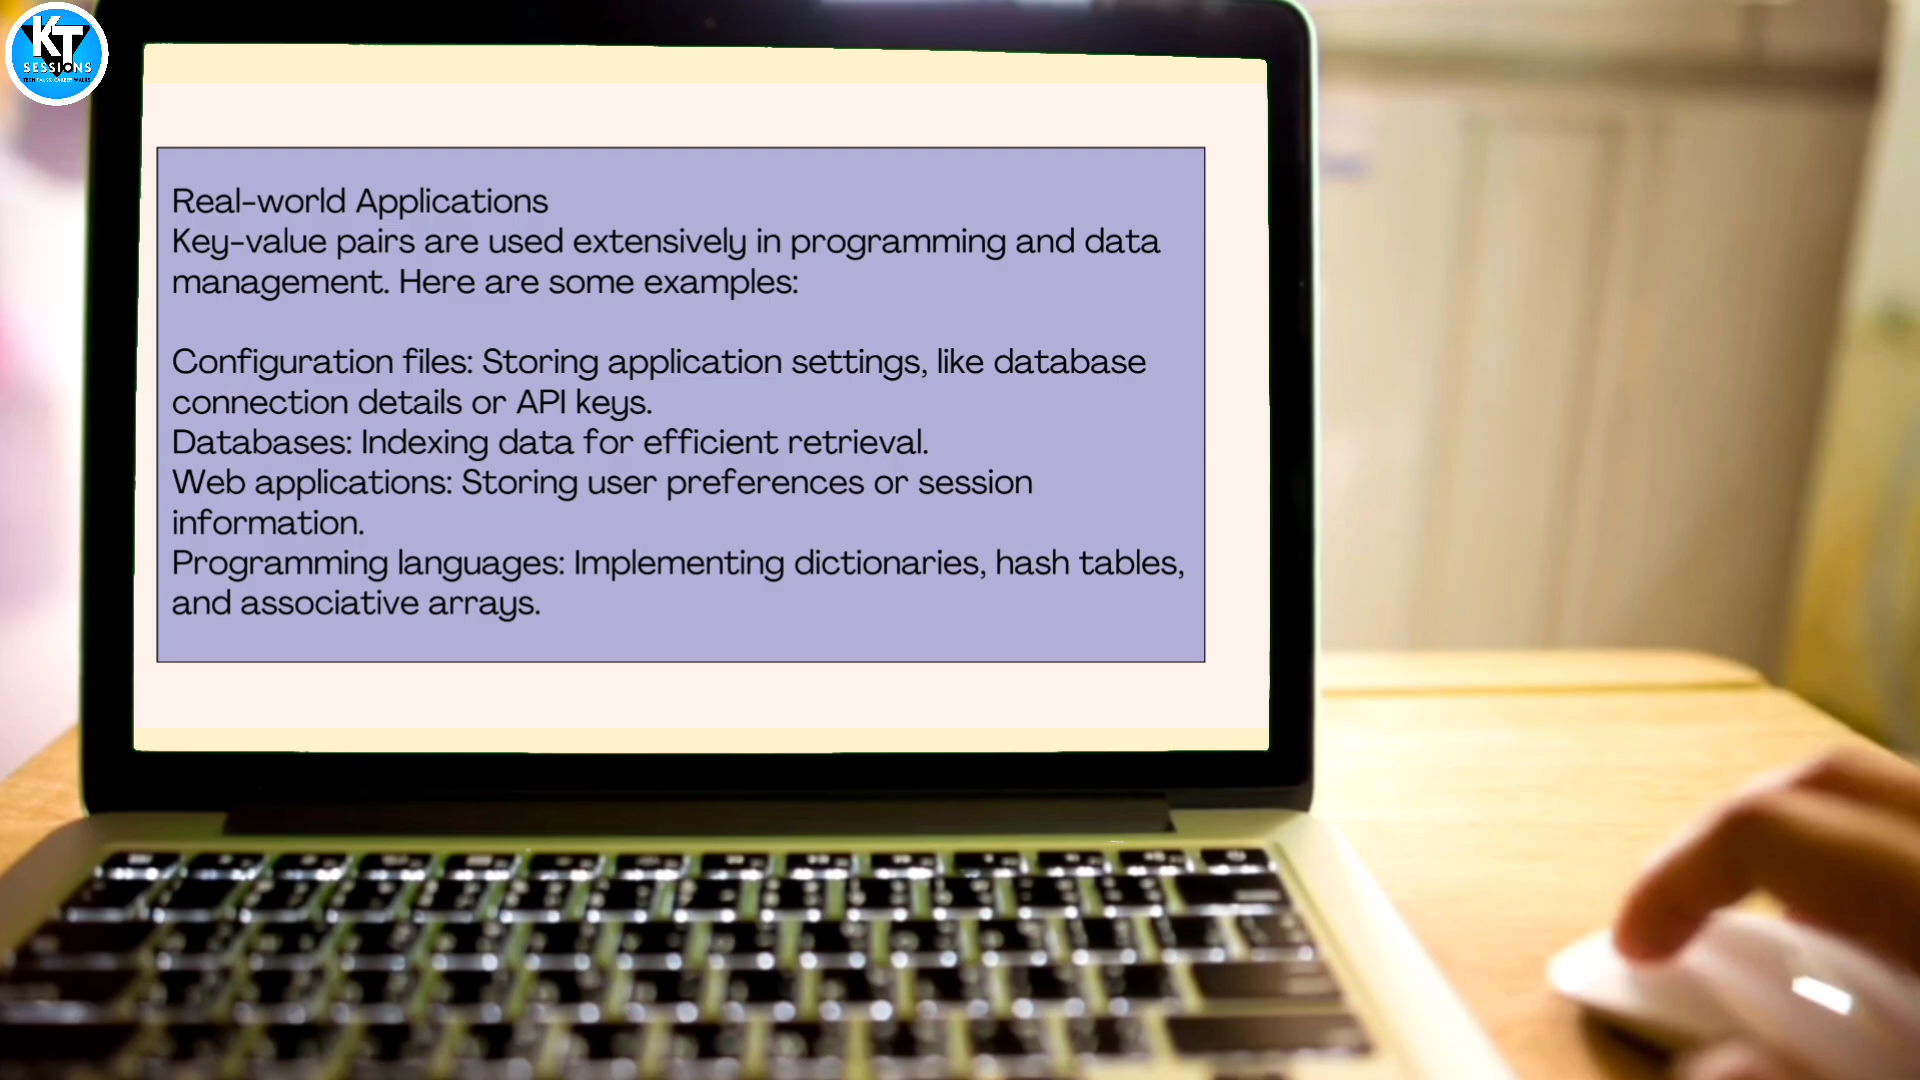 KT
SESSIONS
Real-world Applications
Key-value pairs are used extensively in programming and data
management. Here are some examples:
Configuration files: Storing application settings, like database
connection details or API keys.
Databases: Indexing data for efficient retrieval.
Web applications: Storing user preferences or session
information.
Programming languages: Implementing dictionaries, hash tables,
and associative arrays.